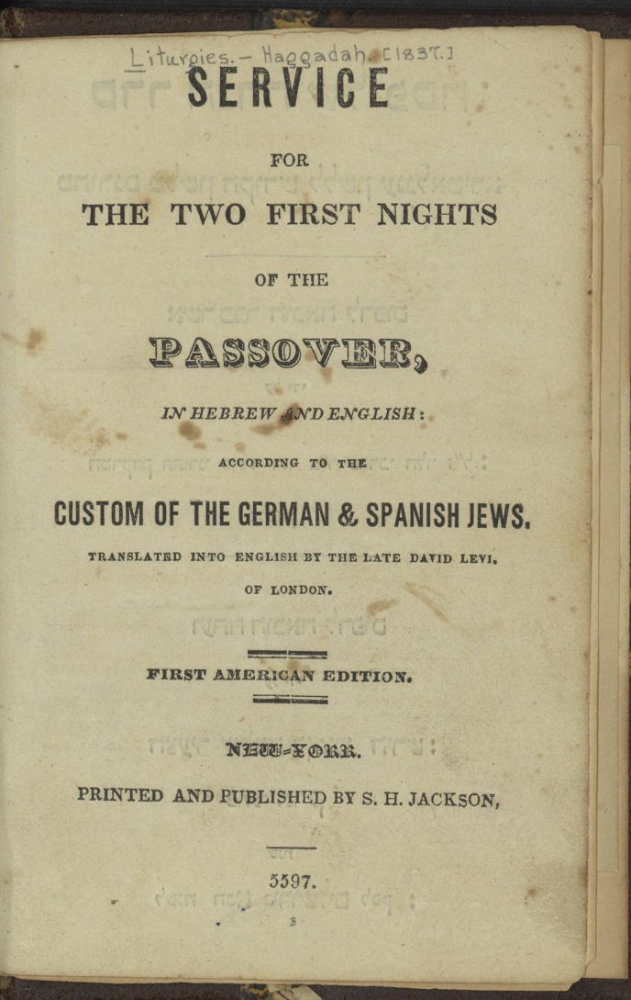 Liturgies. – Haggadah. [1837.]
SERVICE
FOR
THE TWO FIRST NIGHTS
OF THE
PASSOVER,
IN HEBREW AND ENGLISH:
ACCORDING TO THE
CUSTOM OF THE GERMAN & SPANISH JEWS.
TRANSLATED INTO ENGLISH BY THE LATE DAVID LEVI.
OF LONDON.
FIRST AMERICAN EDITION.
NEW-YORK.
PRINTED AND PUBLISHED BY S. H. JACKSON,
5597.